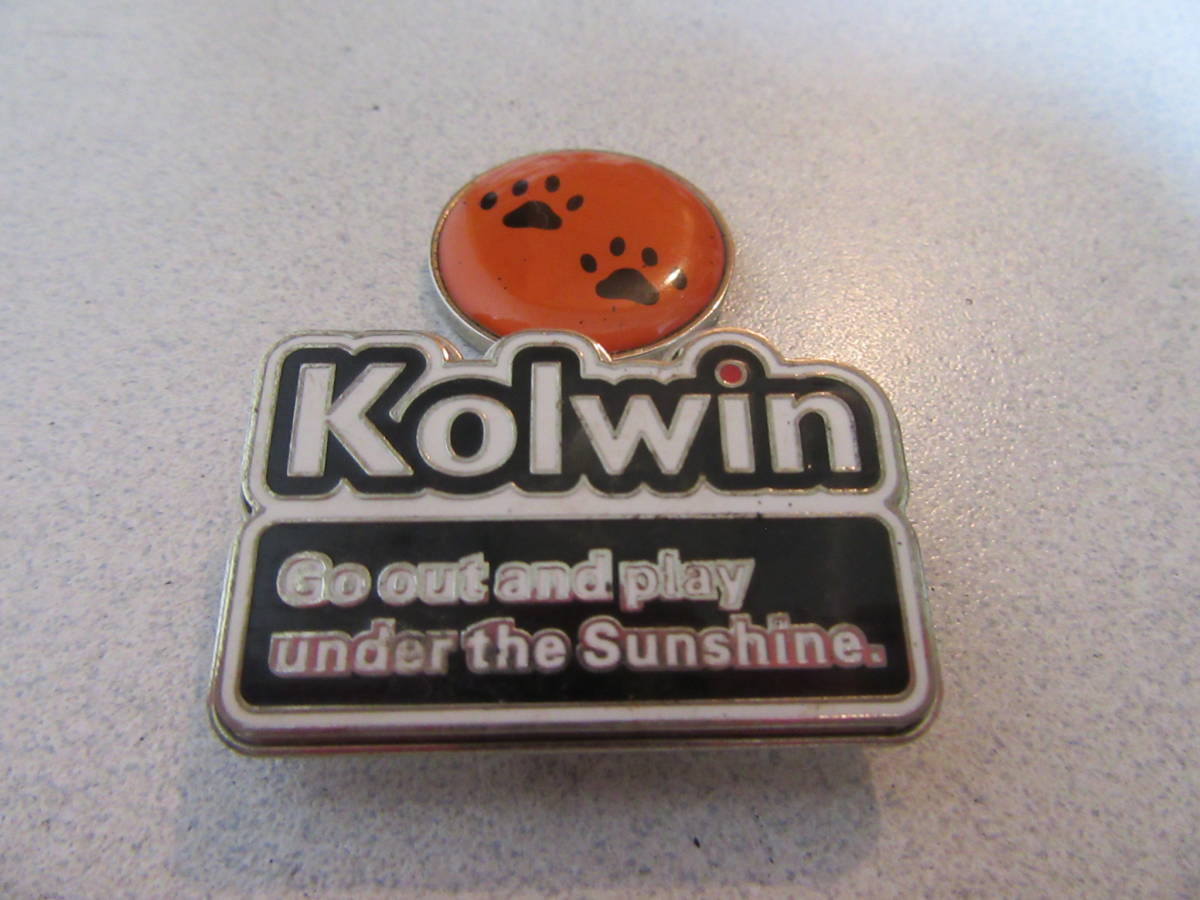 Kolwin
Go out and play
under the Sunshine.